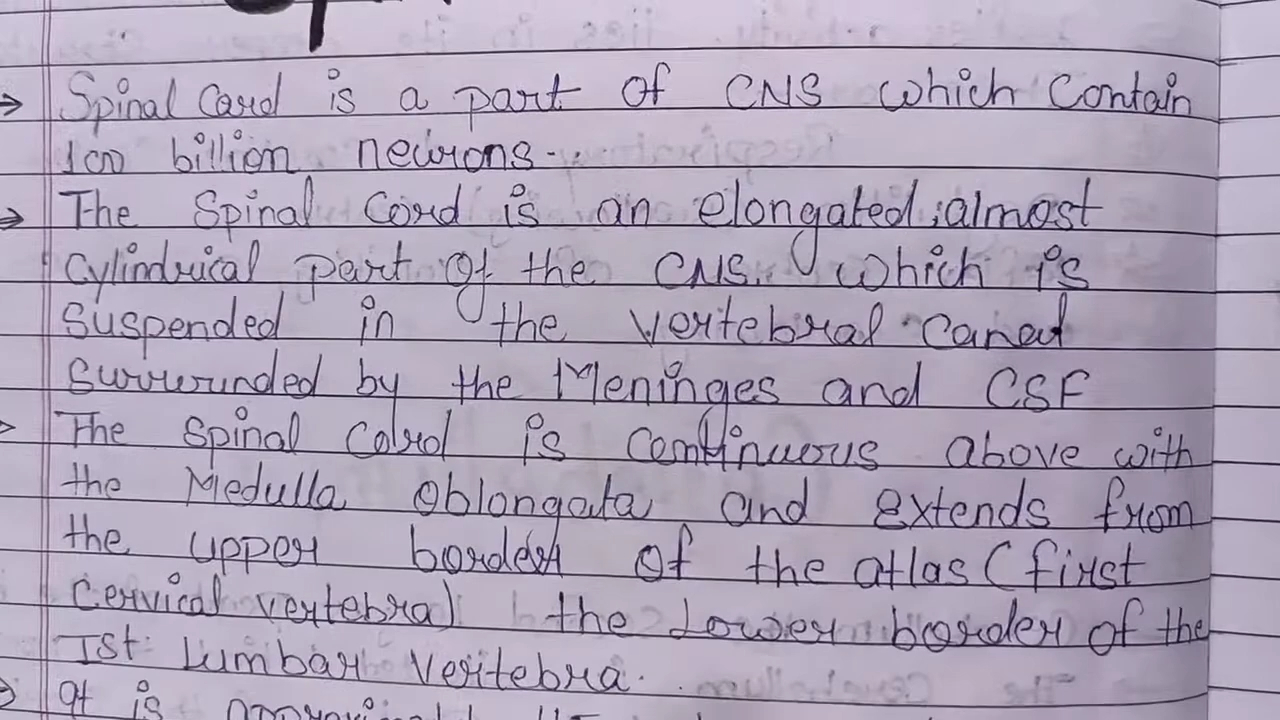 → Spinal Cord is a part of CNS which Contain
100 billion neurons..
→ The Spinal Cord is an elongated, almost
Cylindrical part of the CNS. which is
Suspended in the vertebral Canal
Surrurunded by the Meninges and CSF
The Spinal Cord is continuous above with
the Medulla oblongata and extends from
the upper border of the atlas (first
Cervical vertebra) the Lower border of the
Ist Lumbar vertebra.
It is